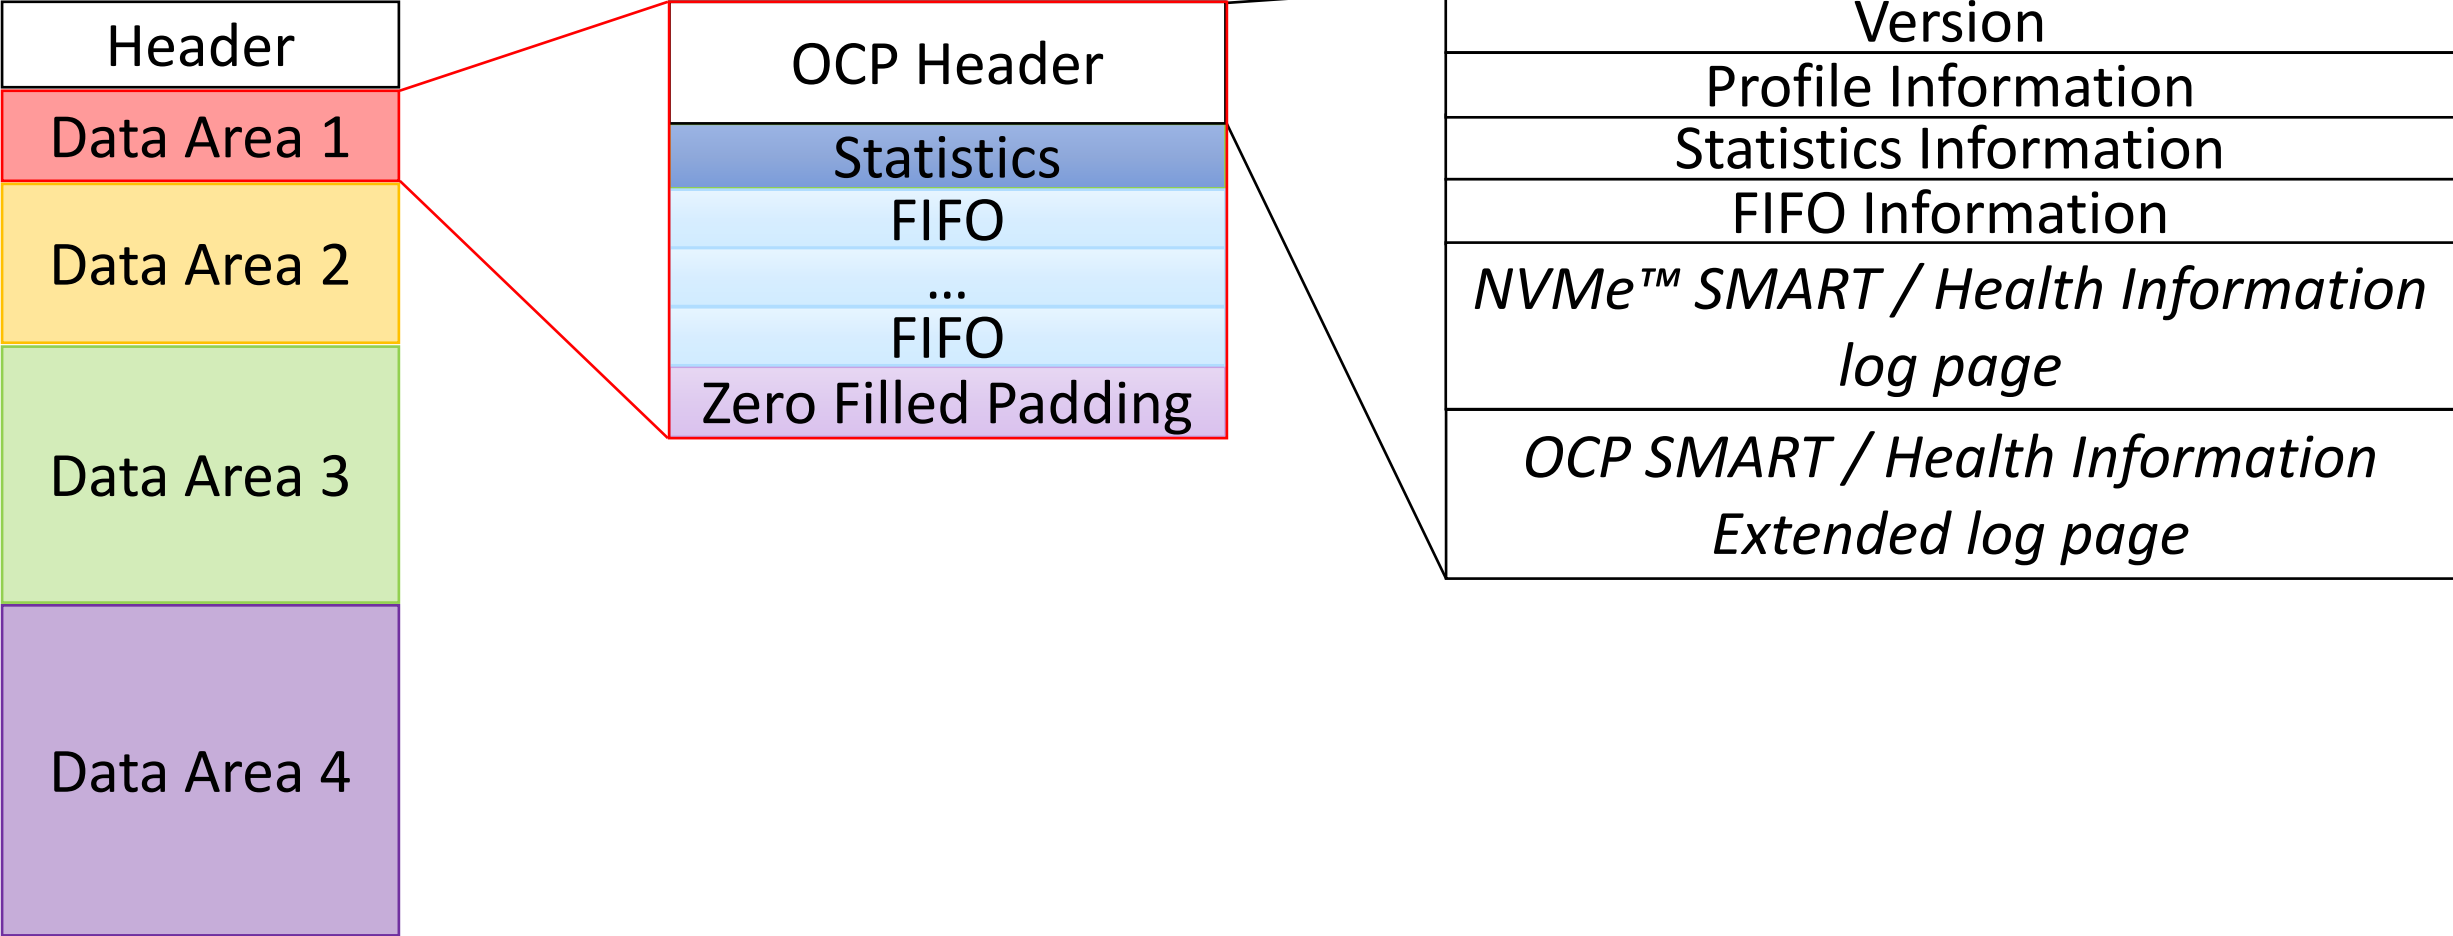 Header
Data Area 1
Data Area 2
Data Area 3
Data Area 4
OCP Header
Statistics
FIFO
...
FIFO
Zero Filled Padding
Version
Profile Information
Statistics Information
FIFO Information
NVMe™ SMART / Health Information
log page
OCP SMART / Health Information
Extended log page